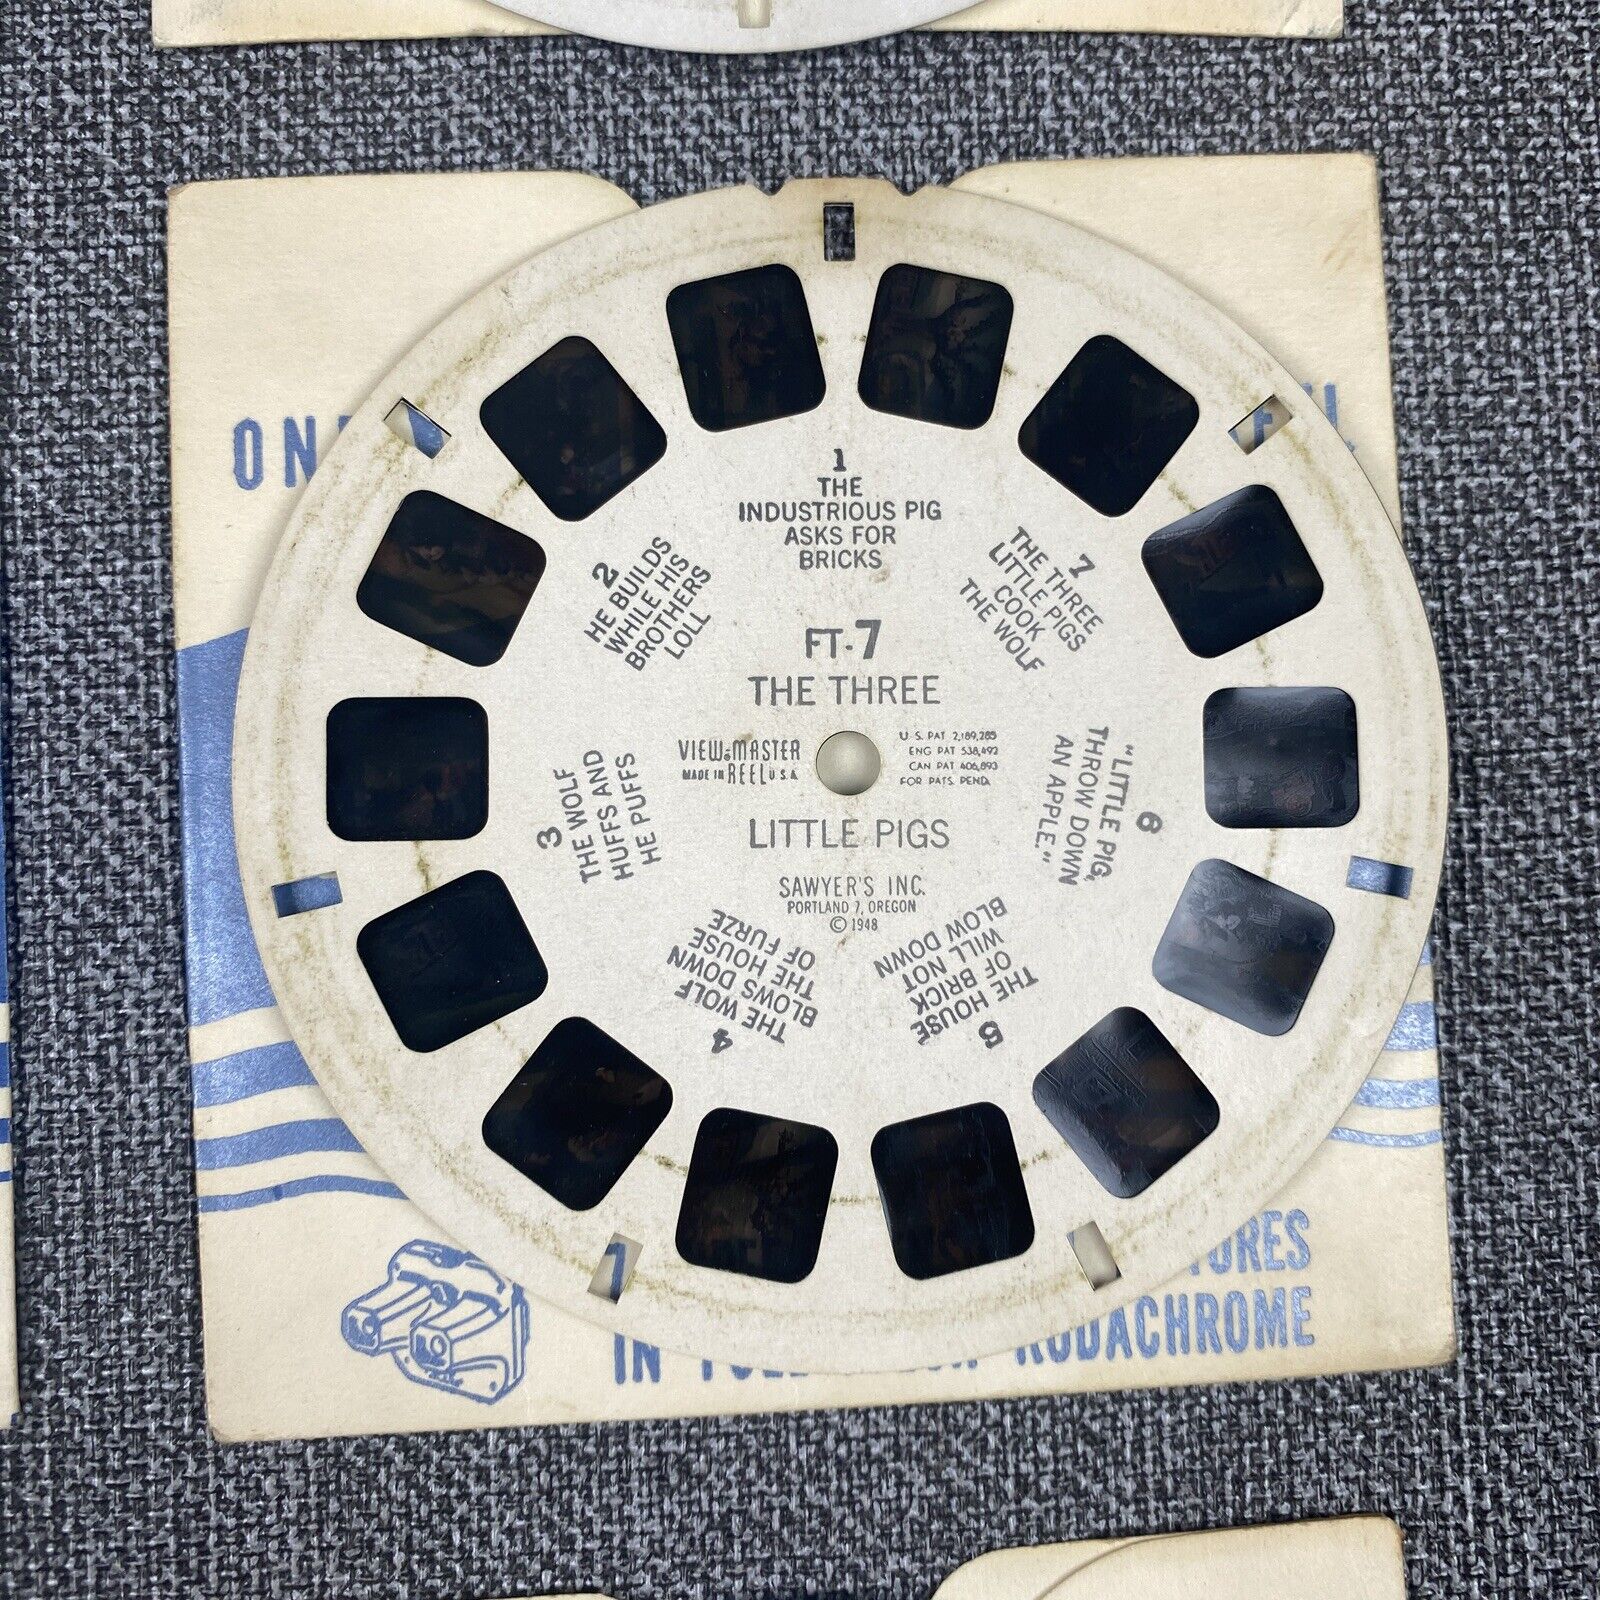 1
THE
INDUSTRIOUS PIG
ASKS FOR
BRICKS
2
HE BUILDS
WHILE HIS
BROTHERS
LOLL
3
THE WOLF
HUFFS AND
HE PUFFS
4
THE WOLF
BLOWS DOWN
THE HOUSE
OF FURZE
5
THE HOUSE
OF BRICK
WILL NOT
BLOW DOWN
6
"LITTLE PIG,
THROW DOWN
AN APPLE"
7
THE THREE
LITTLE PIGS
COOK
THE WOLF
FT-7
THE THREE
VIEW-MASTER
MADE IN REEL U.S.A.
U.S. PAT 2,189,285
ENG PAT 538,492
CAN PAT 406,893
FOR PATS. PEND.
LITTLE PIGS
SAWYER'S INC.
PORTLAND 7, OREGON
© 1948
7
IN KODACHROME